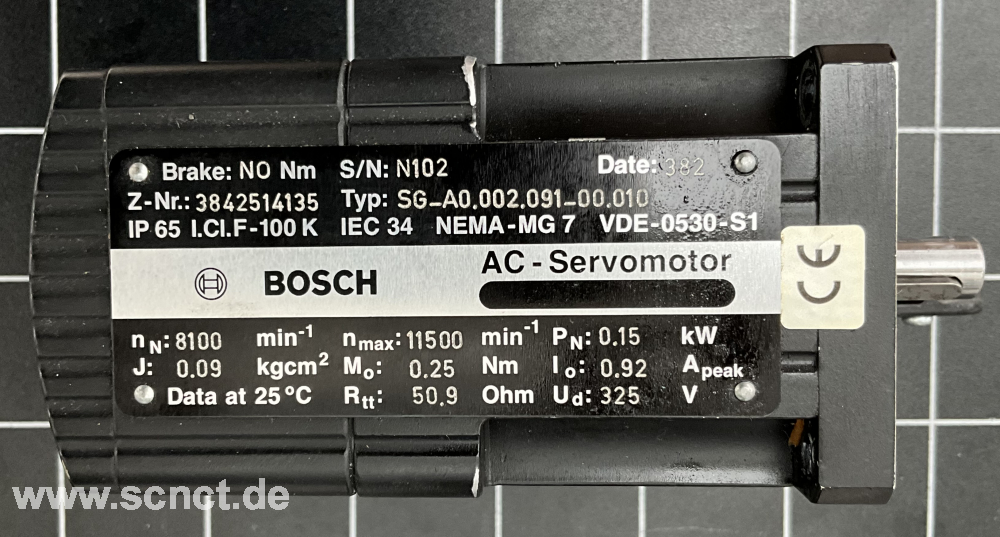 Brake: NO Nm S/N: N102 Date: 382
Z-Nr.: 3842514135 Typ: SG-A0.002.091-00.010
IP 65 I.Cl.F-100 K IEC 34 NEMA-MG 7 VDE-0530-S1
BOSCH AC-Servomotor
CE
nN: 8100 min-1 nmax: 11500 min-1 PN: 0.15 kW
J: 0.09 kgcm² Mo: 0.25 Nm Io: 0.92 Apeak
Data at 25°C Rtt: 50.9 Ohm Ud: 325 V
www.scnct.de